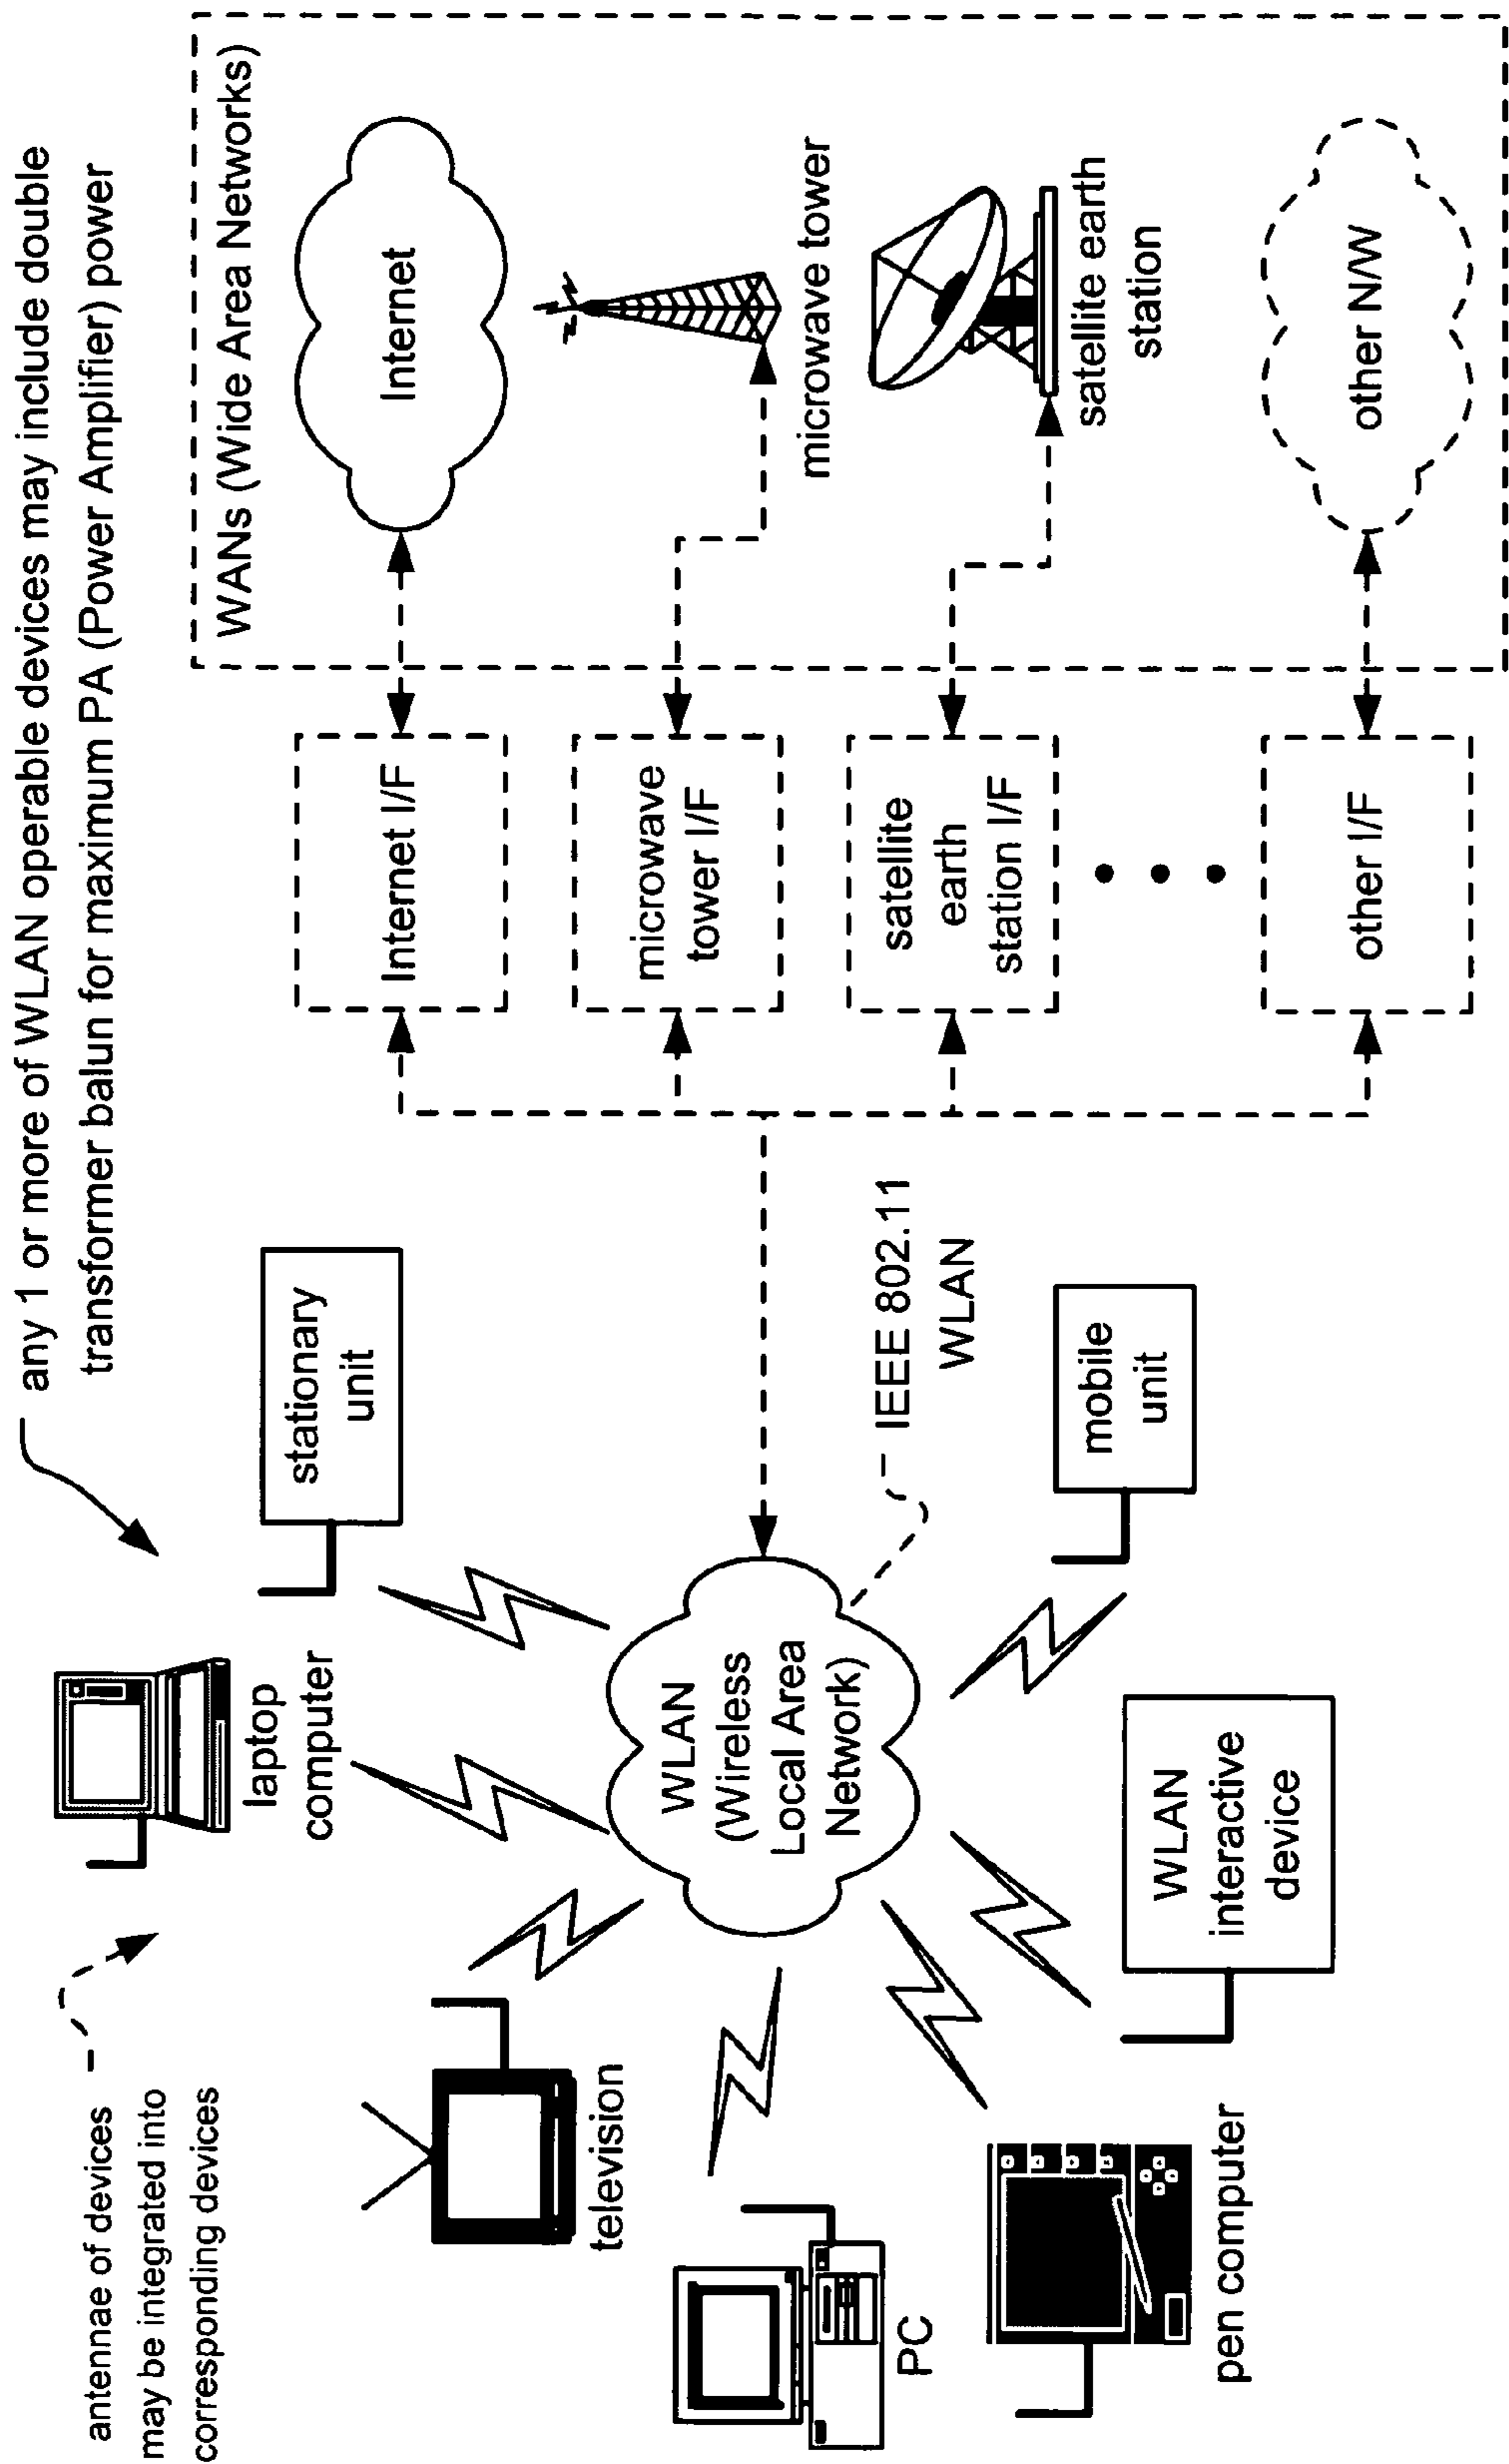 any 1 or more of WLAN operable devices may include double
transformer balun for maximum PA (Power Amplifier) power
antennae of devices
may be integrated into
corresponding devices
laptop
computer
stationary
unit
television
PC
pen computer
WLAN
(Wireless
Local Area
Network)
IEEE 802.11
WLAN
WLAN
interactive
device
mobile
unit
Internet I/F
microwave
tower I/F
satellite
earth
station I/F
other I/F
WANs (Wide Area Networks)
Internet
microwave tower
satellite earth
station
other N/W